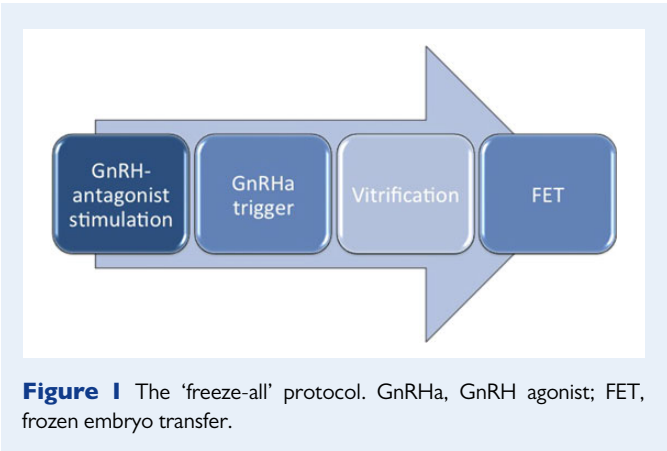 GnRH-
antagonist
stimulation
GnRHa
trigger
Vitrification
FET
Figure 1 The ‘freeze-all’ protocol. GnRHa, GnRH agonist; FET,
frozen embryo transfer.